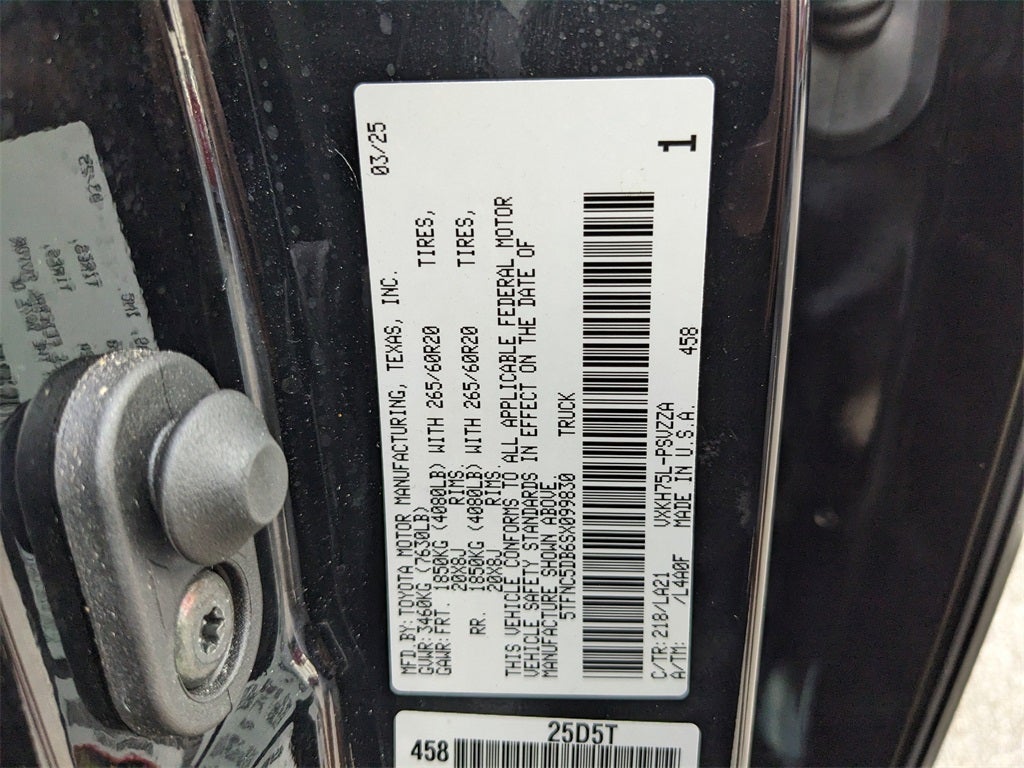 MFD.BY:TOYOTA MOTOR MANUFACTURING, TEXAS, INC. 03/25
GVWR:3460KG (7630LB)
GAWR:FRT. 1850KG (4080LB) WITH 265/60R20 TIRES,
20X8J RIMS.
RR. 1850KG (4080LB) WITH 265/60R20 TIRES,
20X8J RIMS.
THIS VEHICLE CONFORMS TO ALL APPLICABLE FEDERAL MOTOR
VEHICLE SAFETY STANDARDS IN EFFECT ON THE DATE OF
MANUFACTURE SHOWN ABOVE.
5TFNC5DB6SX099830 TRUCK
C/TR:218/LA21 VXKH75L-PSVZZA 458
A/TM: /L4A0F MADE IN U.S.A. 1
458 25D5T